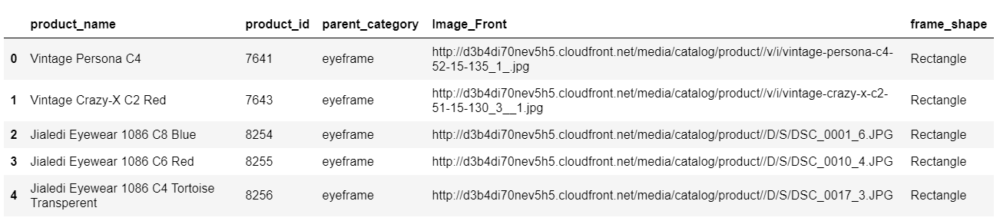 product_name product_id parent_category Image_Front frame_shape
0 Vintage Persona C4 7641 eyeframe http://d3b4di70nev5h5.cloudfront.net/media/catalog/product//v/i/vintage-persona-c4-
52-15-135_1_.jpg Rectangle
1 Vintage Crazy-X C2 Red 7643 eyeframe http://d3b4di70nev5h5.cloudfront.net/media/catalog/product//v/i/vintage-crazy-x-c2-
51-15-130_3__1.jpg Rectangle
2 Jialedi Eyewear 1086 C8 Blue 8254 eyeframe http://d3b4di70nev5h5.cloudfront.net/media/catalog/product//D/S/DSC_0001_6.JPG Rectangle
3 Jialedi Eyewear 1086 C6 Red 8255 eyeframe http://d3b4di70nev5h5.cloudfront.net/media/catalog/product//D/S/DSC_0010_4.JPG Rectangle
4 Jialedi Eyewear 1086 C4 Tortoise
Transperent 8256 eyeframe http://d3b4di70nev5h5.cloudfront.net/media/catalog/product//D/S/DSC_0017_3.JPG Rectangle